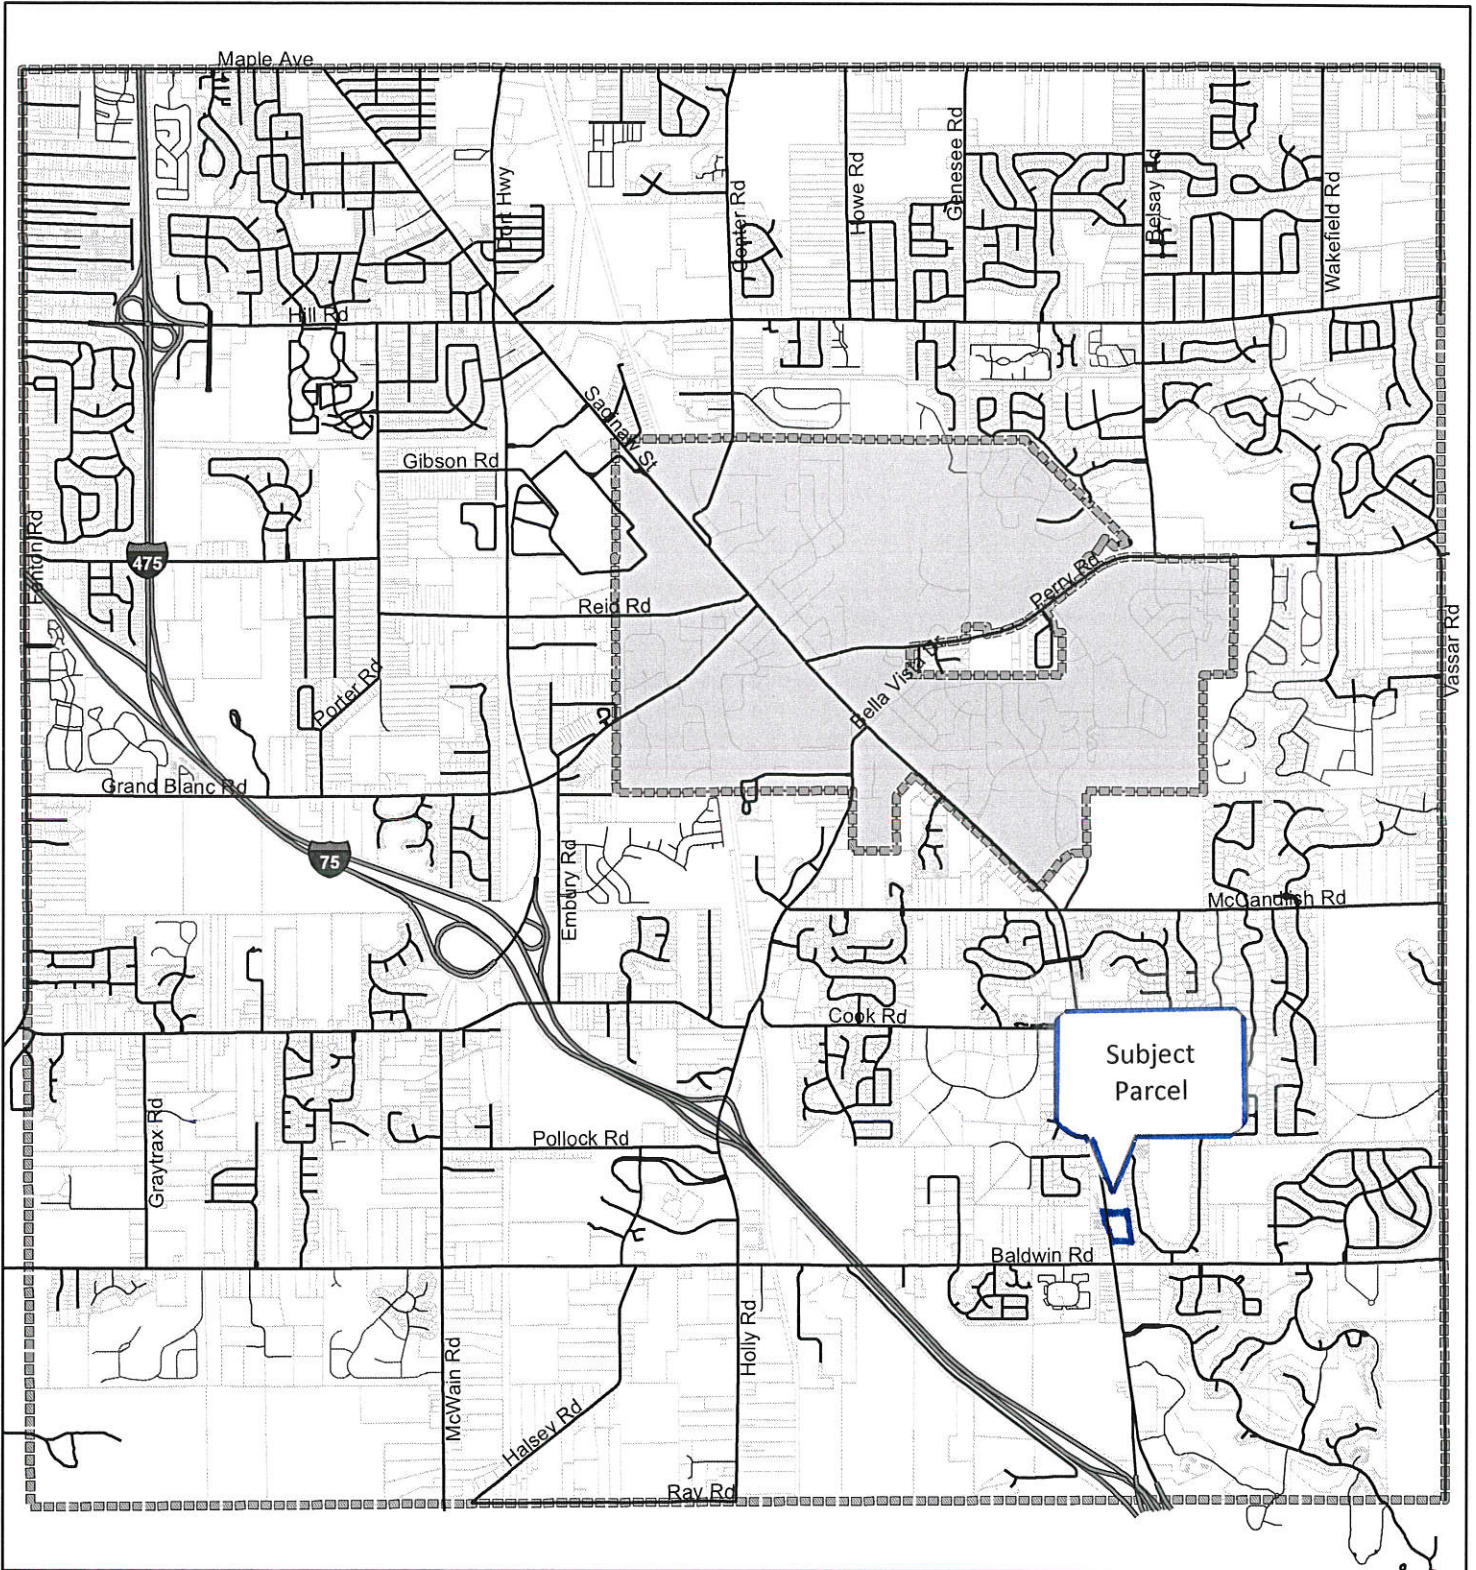 Maple Ave
Dort Hwy
Center Rd
Howe Rd
Genesee Rd
Belsay Rd
Wakefield Rd
Hill Rd
Saginaw St
Gibson Rd
Fenton Rd
475
Reid Rd
Perry Rd
Vassar Rd
Porter Rd
Bella Vista Dr
Grand Blanc Rd
75
Embury Rd
McCandlish Rd
Cook Rd
Subject
Parcel
Graytrax Rd
Pollock Rd
Baldwin Rd
Holly Rd
McWain Rd
Halsey Rd
Ray Rd